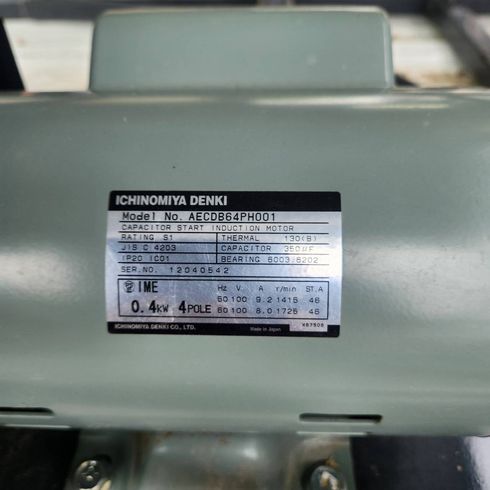 ICHINOMIYA DENKI
Model No. AECDB64PH001
CAPACITOR START INDUCTION MOTOR
RATING S1 THERMAL 130(B)
JIS C 4203 CAPACITOR 350μF
IP20 IC01 BEARING 6003,6202
SER.NO. 12040542
IME Hz V A r/min ST.A
0.4kW 4POLE 50 100 9.2 1415 46
60 100 8.0 1725 46
ICHINOMIYA DENKI CO., LTD. Made in Japan